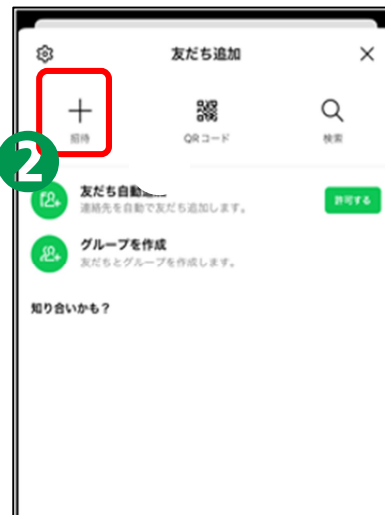 友だち追加
招待
QRコード
検索
2
友だち自動
連絡先を自動で友だち追加します。
許可する
グループを作成
友だちとグループを作成します。
知り合いかも？